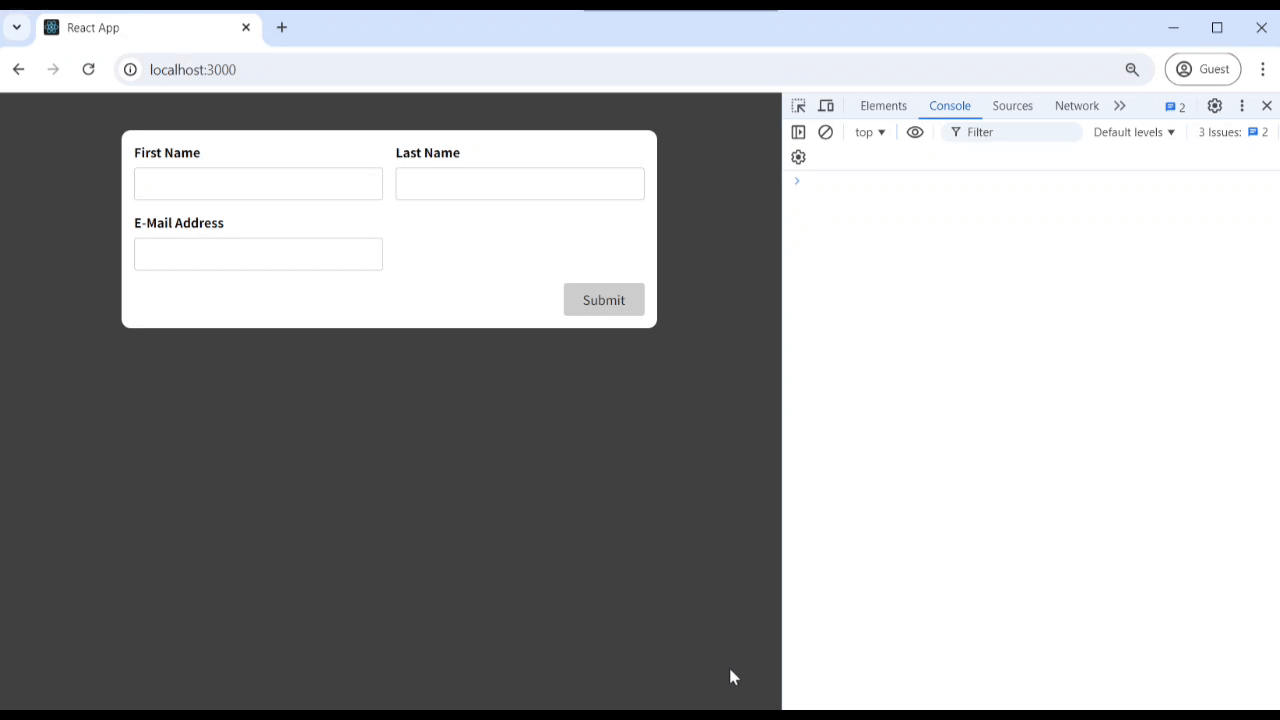 React App
localhost:3000
Guest
Elements
Console
Sources
Network
2
top
Filter
Default levels
3 Issues:
2
First Name
Last Name
E-Mail Address
Submit